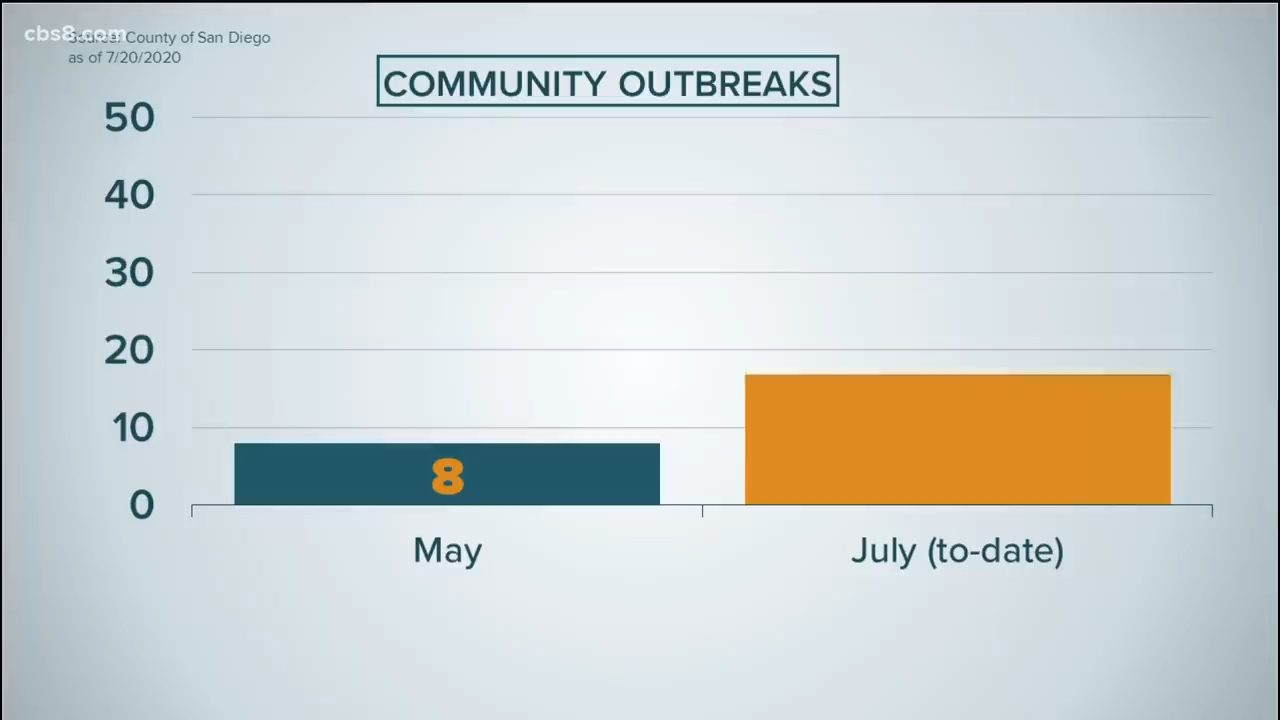 cbs8.com
Source: County of San Diego
as of 7/20/2020
COMMUNITY OUTBREAKS
50
40
30
20
10
0
8
May
July (to-date)